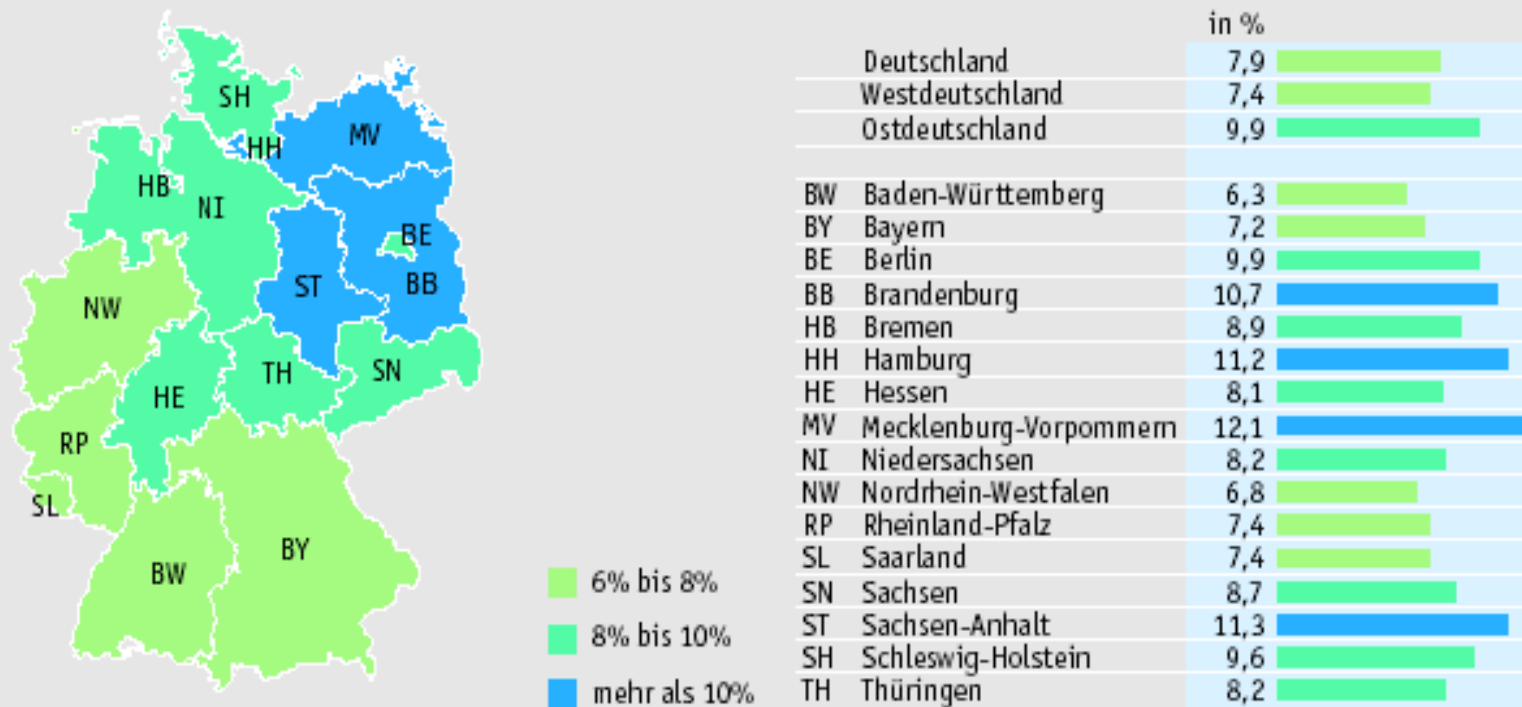 SH
HH
MV
HB
NI
BE
ST
BB
NW
TH
SN
HE
RP
SL
BY
BW
6% bis 8%
8% bis 10%
mehr als 10%
in %
Deutschland 7,9
Westdeutschland 7,4
Ostdeutschland 9,9
BW Baden-Württemberg 6,3
BY Bayern 7,2
BE Berlin 9,9
BB Brandenburg 10,7
HB Bremen 8,9
HH Hamburg 11,2
HE Hessen 8,1
MV Mecklenburg-Vorpommern 12,1
NI Niedersachsen 8,2
NW Nordrhein-Westfalen 6,8
RP Rheinland-Pfalz 7,4
SL Saarland 7,4
SN Sachsen 8,7
ST Sachsen-Anhalt 11,3
SH Schleswig-Holstein 9,6
TH Thüringen 8,2